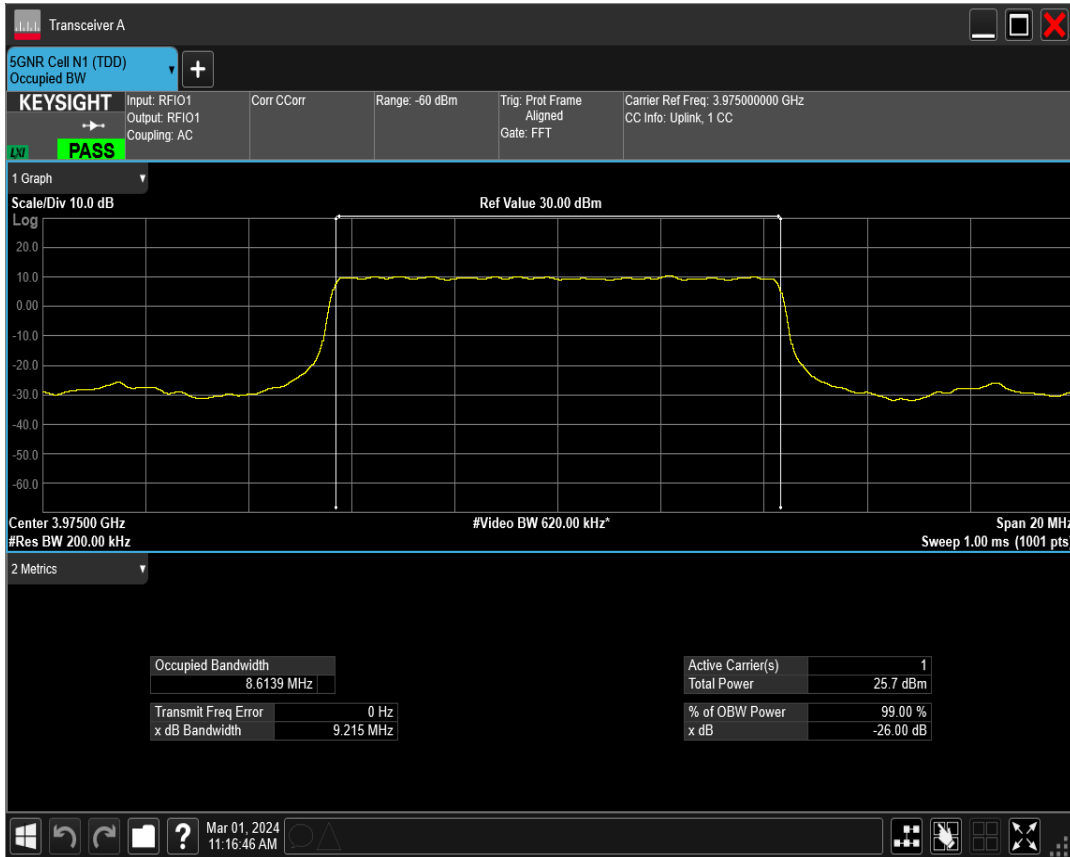 Transceiver A
5GNR Cell N1 (TDD)
Occupied BW
+
KEYSIGHT
LXI
PASS
Input: RFIO1
Output: RFIO1
Coupling: AC
Corr CCorr
Range: -60 dBm
Trig: Prot Frame
Aligned
Gate: FFT
Carrier Ref Freq: 3.975000000 GHz
CC Info: Uplink, 1 CC
1 Graph
Scale/Div 10.0 dB
Ref Value 30.00 dBm
Log
20.0
10.0
0.00
-10.0
-20.0
-30.0
-40.0
-50.0
-60.0
Center 3.97500 GHz
#Video BW 620.00 kHz*
Span 20 MHz
#Res BW 200.00 kHz
Sweep 1.00 ms (1001 pts)
2 Metrics
Occupied Bandwidth
8.6139 MHz
Transmit Freq Error 0 Hz
x dB Bandwidth 9.215 MHz
Active Carrier(s) 1
Total Power 25.7 dBm
% of OBW Power 99.00 %
x dB -26.00 dB
?
Mar 01, 2024
11:16:46 AM